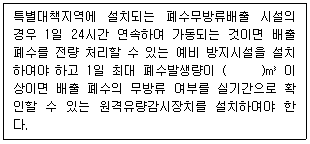 특별대책지역에 설치되는 폐수무방류배출 시설의
경우 1일 24시간 연속하여 가동되는 것이면 배출
폐수를 전량 처리할 수 있는 예비 방지시설을 설치
하여야 하고 1일 최대 폐수발생량이 (     )m³ 이
상이면 배출 폐수의 무방류 여부를 실기간으로 확
인할 수 있는 원격유량감시장치를 설치하여야 한
다.